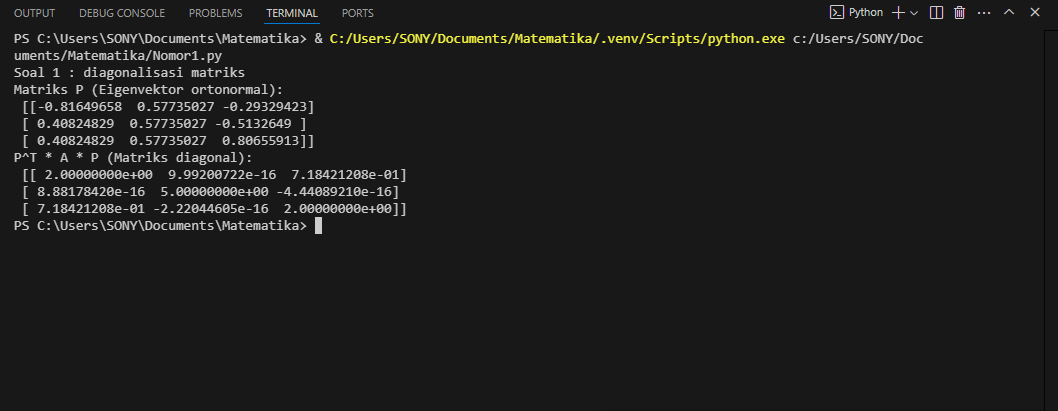 OUTPUT DEBUG CONSOLE PROBLEMS TERMINAL PORTS Python
PS C:\Users\SONY\Documents\Matematika> & C:/Users/SONY/Documents/Matematika/.venv/Scripts/python.exe c:/Users/SONY/Doc
uments/Matematika/Nomor1.py
Soal 1 : diagonalisasi matriks
Matriks P (Eigenvektor ortonormal):
 [[-0.81649658  0.57735027 -0.29329423]
 [ 0.40824829  0.57735027 -0.5132649 ]
 [ 0.40824829  0.57735027  0.80655913]]
P^T * A * P (Matriks diagonal):
 [[ 2.00000000e+00  9.99200722e-16  7.18421208e-01]
 [ 8.88178420e-16  5.00000000e+00 -4.44089210e-16]
 [ 7.18421208e-01 -2.22044605e-16  2.00000000e+00]]
PS C:\Users\SONY\Documents\Matematika>